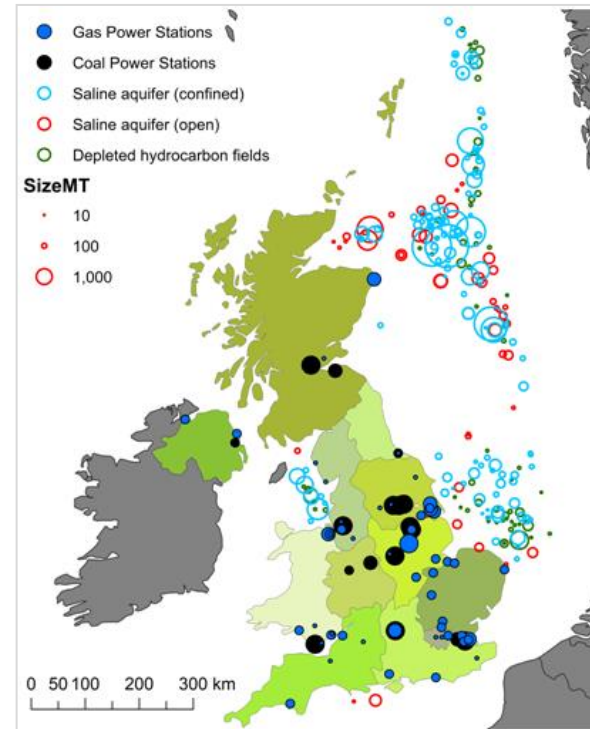 Gas Power Stations
Coal Power Stations
Saline aquifer (confined)
Saline aquifer (open)
Depleted hydrocarbon fields
SizeMT
10
100
1,000
0 50 100 200 300 km